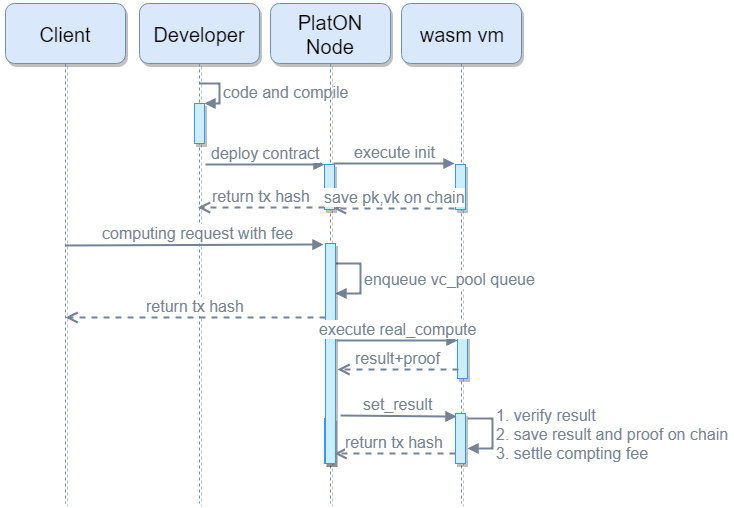 Client
Developer
PlatON
Node
wasm vm
code and compile
deploy contract
execute init
return tx hash
save pk,vk on chain
computing request with fee
enqueue vc_pool queue
return tx hash
execute real_compute
result+proof
set_result
1. verify result
2. save result and proof on chain
return tx hash
3. settle compting fee